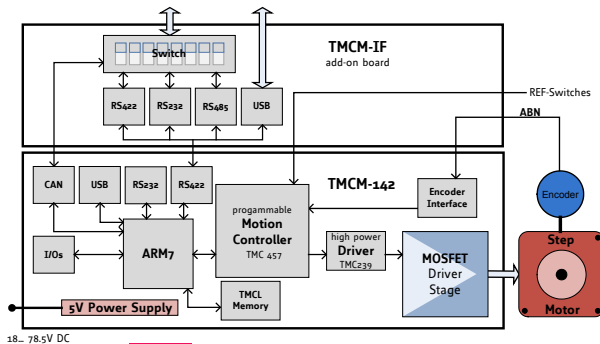 TMCM-IF
add-on board
Switch
RS422
RS232
RS485
USB
REF-Switches
ABN
TMCM-142
CAN
USB
RS232
RS422
progammable
Motion
Controller
TMC 457
Encoder
Interface
Encoder
I/Os
ARM7
high power
Driver
TMC239
MOSFET
Driver
Stage
Step
Motor
TMCL
Memory
5V Power Supply
18... 78.5V DC